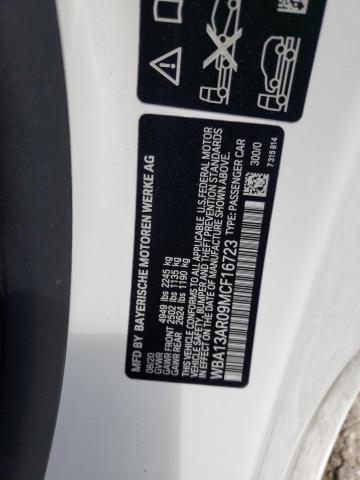 MFD BY BAYERISCHE MOTOREN WERKE AG
08/20
GVWR 4949 lbs 2245 kg
GAWR FRONT 2502 lbs 1135 kg
GAWR REAR 2624 lbs 1190 kg
THIS VEHICLE CONFORMS TO ALL APPLICABLE U.S. FEDERAL MOTOR
VEHICLE SAFETY, BUMPER, AND THEFT PREVENTION STANDARDS
IN EFFECT ON THE DATE OF MANUFACTURE SHOWN ABOVE.
WBA13AR09MCF16723 TYPE: PASSENGER CAR
300/0
7 315 814